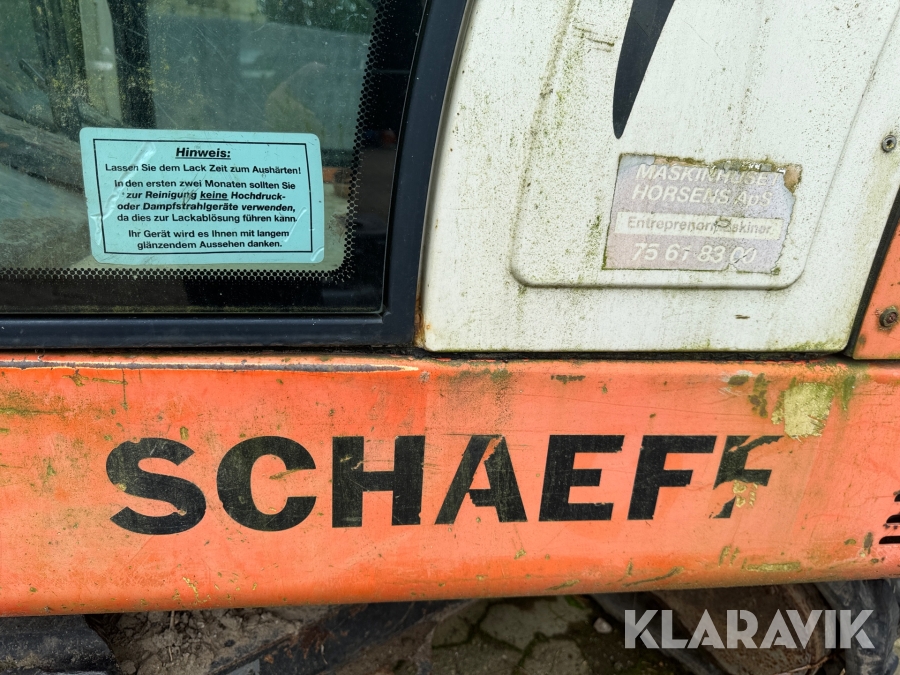 Hinweis:
Lassen Sie dem Lack Zeit zum Aushärten!
In den ersten zwei Monaten sollten Sie
zur Reinigung keine Hochdruck-
oder Dampfstrahlgeräte verwenden,
da dies zur Lackablösung führen kann.
Ihr Gerät wird es Ihnen mit langem
glänzendem Aussehen danken.
MASKINHUSET
HORSENS ApS
Entreprenørmaskiner
75 61 83 00
SCHAEFF
KLARAVIK